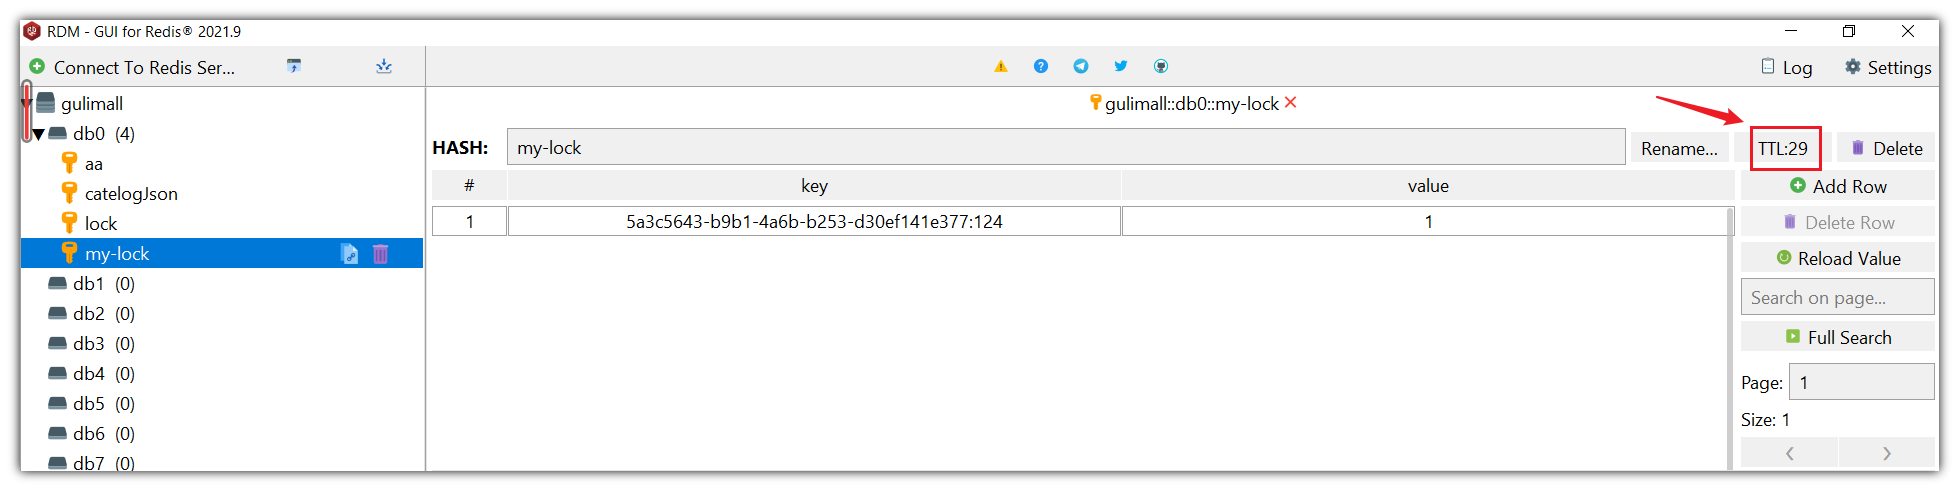 RDM - GUI for Redis® 2021.9
Connect To Redis Ser...
Log
Settings
gulimall
db0 (4)
aa
catelogJson
lock
my-lock
db1 (0)
db2 (0)
db3 (0)
db4 (0)
db5 (0)
db6 (0)
db7 (0)
gulimall::db0::my-lock
HASH:
my-lock
Rename...
TTL:29
Delete
# key value
1 5a3c5643-b9b1-4a6b-b253-d30ef141e377:124 1
Add Row
Delete Row
Reload Value
Search on page...
Full Search
Page: 1
Size: 1